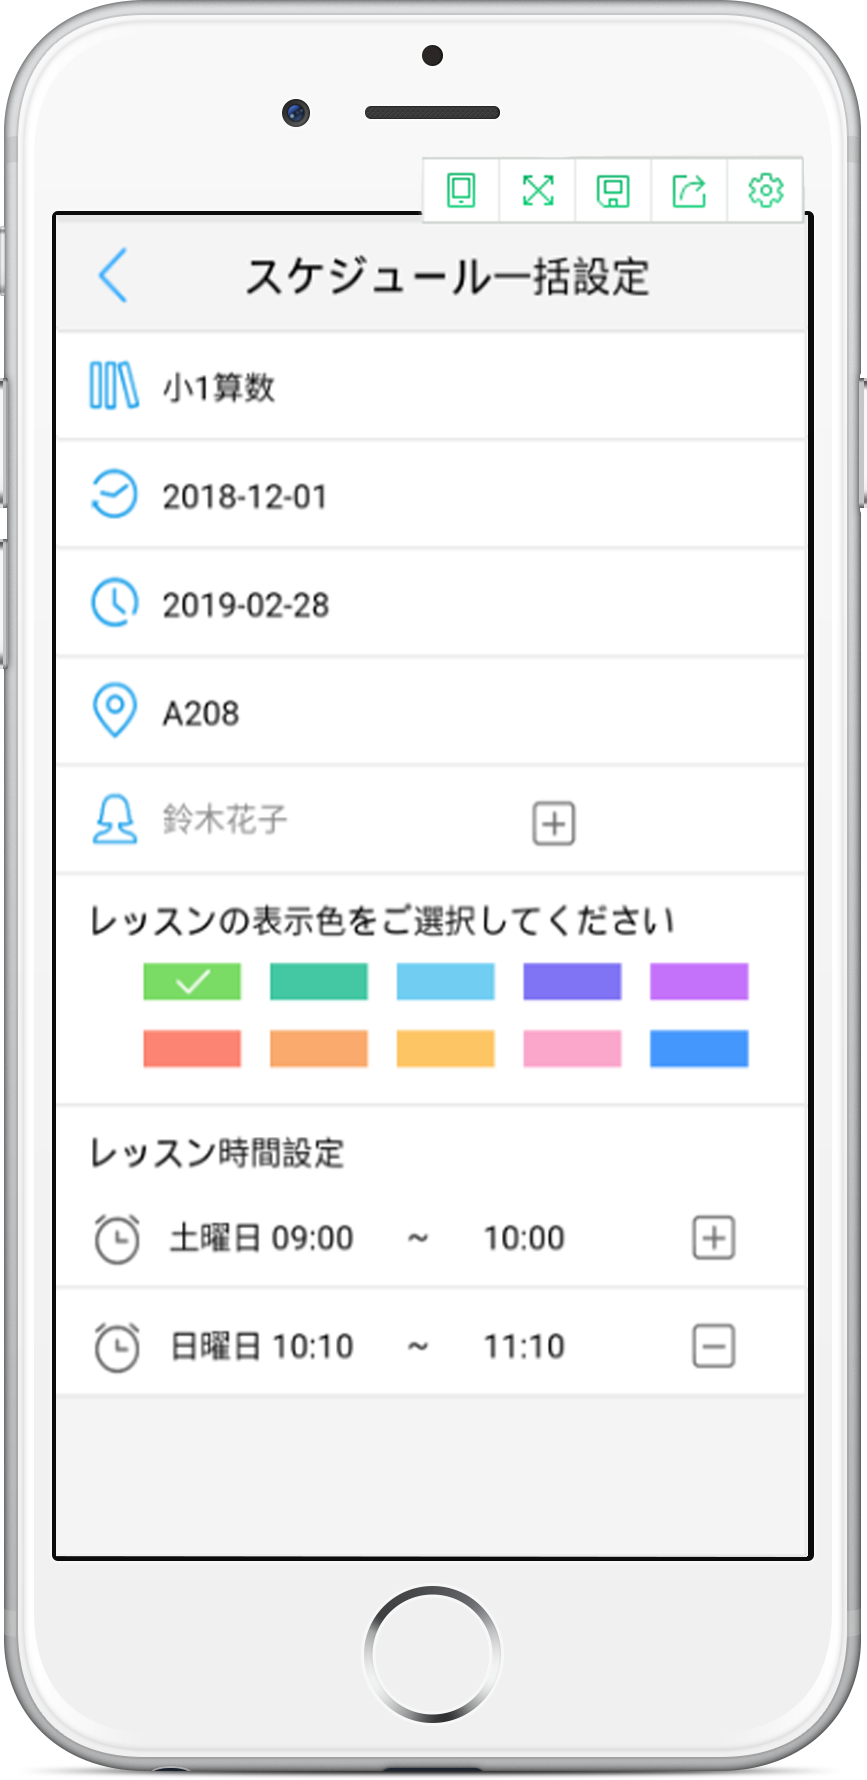 スケジュール一括設定
小1算数
2018-12-01
2019-02-28
A208
鈴木花子
レッスンの表示色をご選択してください
レッスン時間設定
土曜日 09:00 ~ 10:00
日曜日 10:10 ~ 11:10